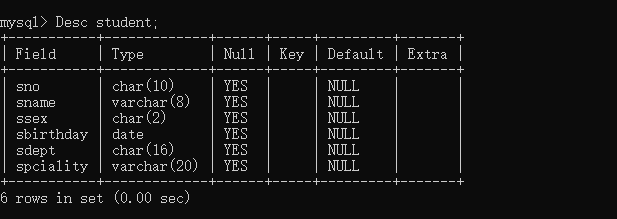 mysql> Desc student;
+-----------+-------------+------+-----+---------+-------+
| Field | Type | Null | Key | Default | Extra |
+-----------+-------------+------+-----+---------+-------+
| sno | char(10) | YES | | NULL | |
| sname | varchar(8) | YES | | NULL | |
| ssex | char(2) | YES | | NULL | |
| sbirthday | date | YES | | NULL | |
| sdept | char(16) | YES | | NULL | |
| spciality | varchar(20) | YES | | NULL | |
+-----------+-------------+------+-----+---------+-------+
6 rows in set (0.00 sec)